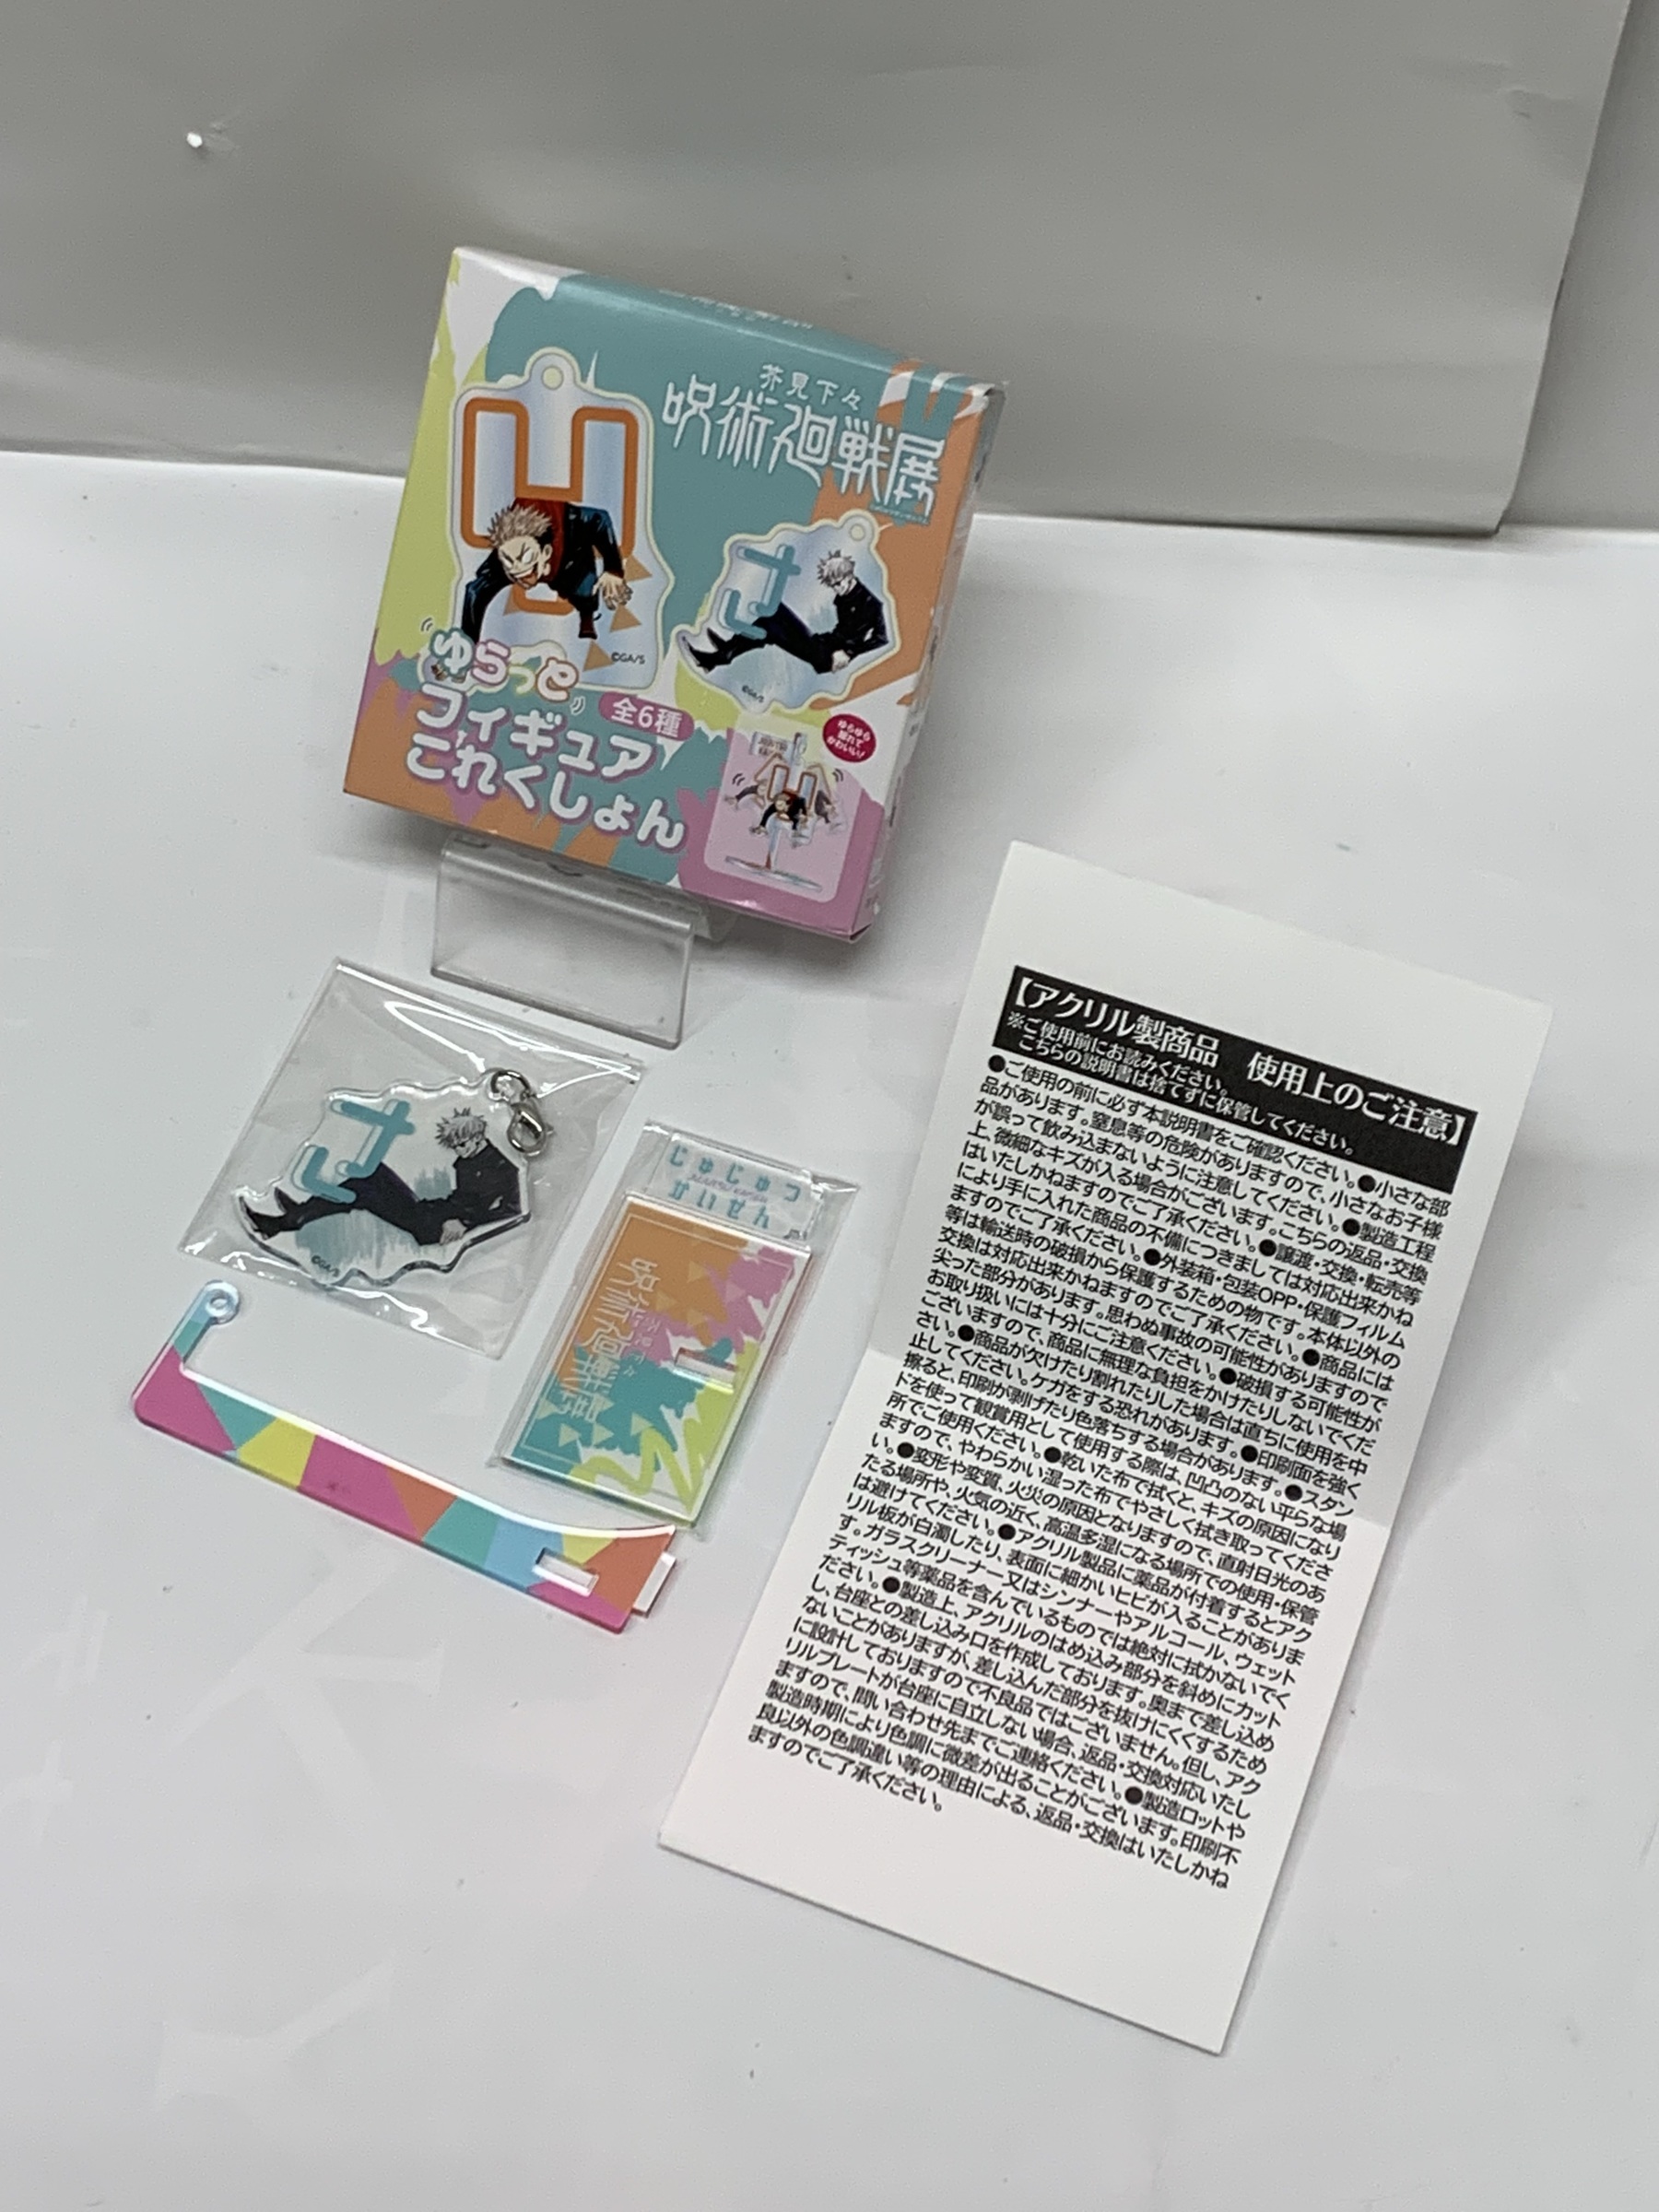 芥見下々
呪術廻戦展
©GA/S
さ
©GA/S
ゆらっと
フィギュア
これくしょん
全6種
ゆらゆら
揺れて
かわいい!
さ
©GA/S
じゅじゅつ
かいせん
【アクリル製商品 使用上のご注意】
※ご使用前にお読みください。
こちらの説明書は捨てずに保管してください。
●ご使用の前に必ず本説明書をご確認ください。●小さな部
品があります。窒息等の危険がありますので、小さなお子様
が誤って飲み込まないように注意してください。●製造工程
上、微細なキズが入る場合がございます。こちらの返品・交換
はいたしかねますのでご了承ください。●譲渡・交換・転売等
により手に入れた商品の不備につきましては対応出来かね
ますのでご了承ください。●外装箱・包装OPP・保護フィルム
等は輸送時の破損から保護するための物です。本体以外の
交換は対応出来かねますのでご了承ください。●商品には
尖った部分があります。思わぬ事故の可能性がありますので
お取り扱いには十分にご注意ください。●破損する可能性が
ございますので、商品に無理な負担をかけたりしないでくだ
さい。●商品が欠けたり割れたりした場合は直ちに使用を中
止してください。ケガをする恐れがあります。●印刷面を強く
擦ると、印刷が剥げたり色落ちする場合があります。●スタン
ドを使って観賞用として使用する際は、凹凸のない平らな場
所でご使用ください。●乾いた布で拭くと、キズの原因になり
ますので、やわらかい湿った布でやさしく拭き取ってくださ
い。●変形や変質、火災の原因となりますので、直射日光のあ
たる場所や、火気の近く、高温多湿になる場所での使用・保管
は避けてください。●アクリル製品に薬品が付着するとアク
リル板が白濁したり、表面に細かいヒビが入ることがありま
す。ガラスクリーナー又はシンナーやアルコール、ウェット
ティッシュ等薬品を含んでいるものでは絶対に拭かないでく
ださい。●製造上、アクリルのはめ込み部分を斜めにカット
し、台座との差し込み口を作成しております。奥まで差し込め
ないことがありますが、差し込んだ部分を抜けにくくするため
に設計しておりますので不良品ではございません。但し、アク
リルプレートが台座に自立しない場合、返品・交換対応いたし
ますので、問い合わせ先までご連絡ください。●製造ロットや
製造時期により色調に微差が出ることがございます。印刷不
良以外の色調違い等の理由による、返品・交換はいたしかね
ますのでご了承ください。